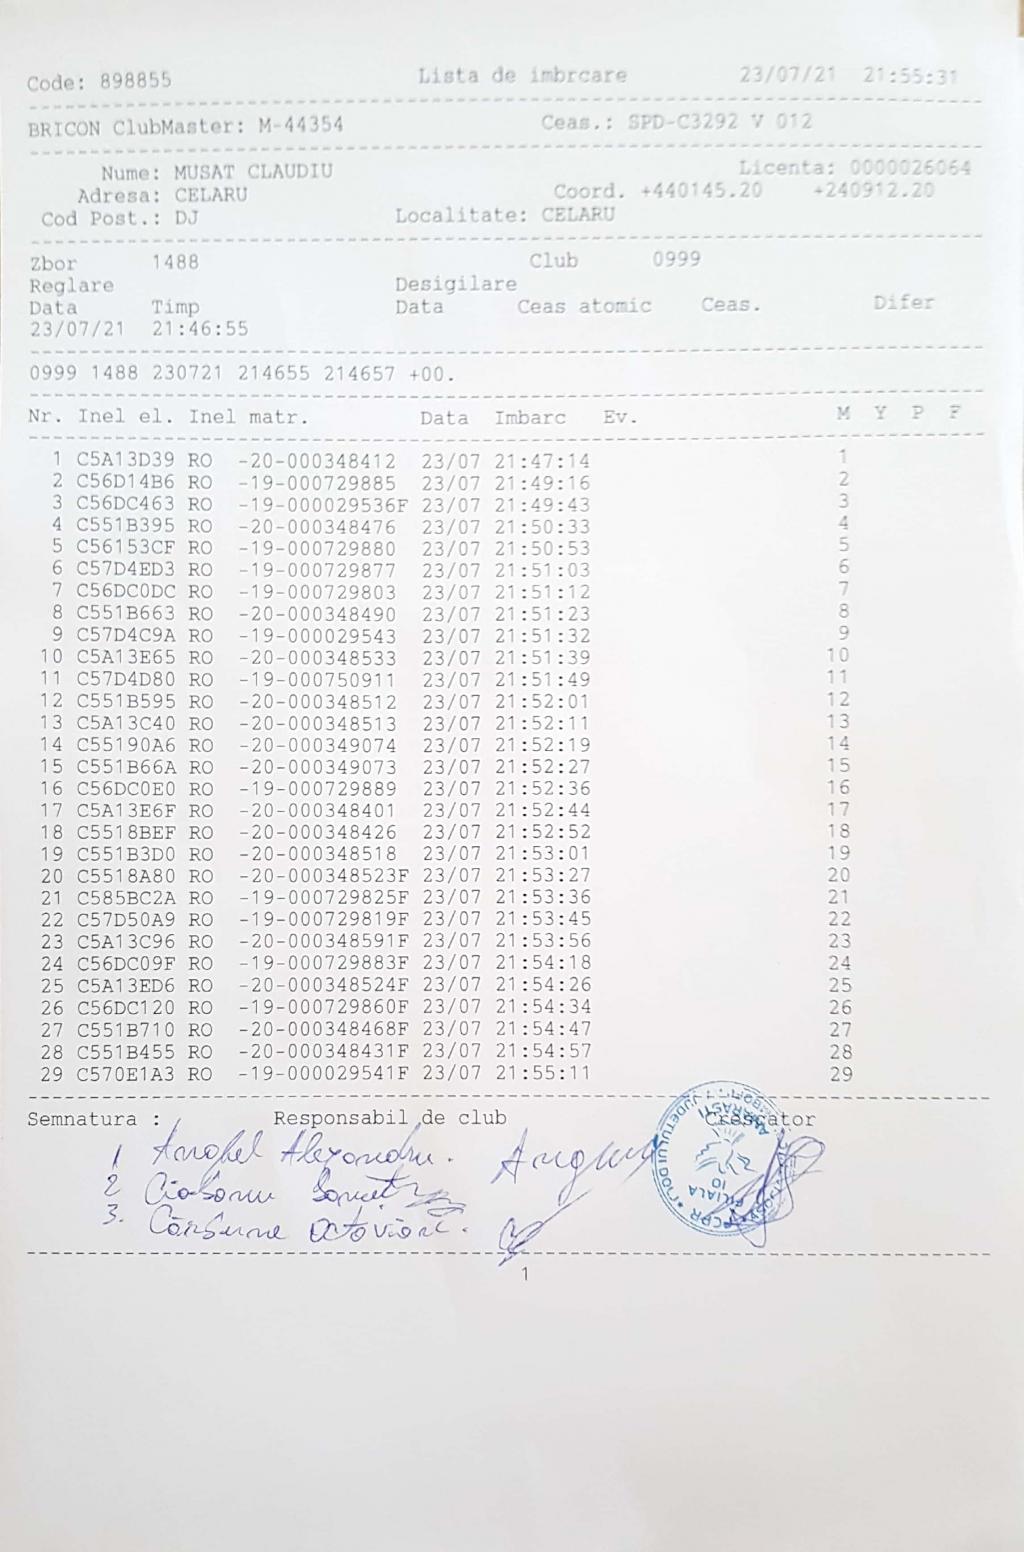 Code: 898855 Lista de imbrcare 23/07/21 21:55:31
BRICON ClubMaster: M-44354 Ceas.: SPD-C3292 V 012
Nume: MUSAT CLAUDIU Licenta: 0000026064
Adresa: CELARU Coord. +440145.20 +240912.20
Cod Post.: DJ Localitate: CELARU
Zbor 1488 Club 0999
Reglare Desigilare
Data Timp Data Ceas atomic Ceas. Difer
23/07/21 21:46:55
0999 1488 230721 214655 214657 +00.
Nr. Inel el. Inel matr. Data Imbarc Ev. M Y P F
1 C5A13D39 RO -20-000348412 23/07 21:47:14 1
2 C56D14B6 RO -19-000729885 23/07 21:49:16 2
3 C56DC463 RO -19-000029536F 23/07 21:49:43 3
4 C551B395 RO -20-000348476 23/07 21:50:33 4
5 C56153CF RO -19-000729880 23/07 21:50:53 5
6 C57D4ED3 RO -19-000729877 23/07 21:51:03 6
7 C56DC0DC RO -19-000729803 23/07 21:51:12 7
8 C551B663 RO -20-000348490 23/07 21:51:23 8
9 C57D4C9A RO -19-000029543 23/07 21:51:32 9
10 C5A13E65 RO -20-000348533 23/07 21:51:39 10
11 C57D4D80 RO -19-000750911 23/07 21:51:49 11
12 C551B595 RO -20-000348512 23/07 21:52:01 12
13 C5A13C40 RO -20-000348513 23/07 21:52:11 13
14 C55190A6 RO -20-000349074 23/07 21:52:19 14
15 C551B66A RO -20-000349073 23/07 21:52:27 15
16 C56DC0E0 RO -19-000729889 23/07 21:52:36 16
17 C5A13E6F RO -20-000348401 23/07 21:52:44 17
18 C5518BEF RO -20-000348426 23/07 21:52:52 18
19 C551B3D0 RO -20-000348518 23/07 21:53:01 19
20 C5518A80 RO -20-000348523F 23/07 21:53:27 20
21 C585BC2A RO -19-000729825F 23/07 21:53:36 21
22 C57D50A9 RO -19-000729819F 23/07 21:53:45 22
23 C5A13C96 RO -20-000348591F 23/07 21:53:56 23
24 C56DC09F RO -19-000729883F 23/07 21:54:18 24
25 C5A13ED6 RO -20-000348524F 23/07 21:54:26 25
26 C56DC120 RO -19-000729860F 23/07 21:54:34 26
27 C551B710 RO -20-000348468F 23/07 21:54:47 27
28 C551B455 RO -20-000348431F 23/07 21:54:57 28
29 C570E1A3 RO -19-000029541F 23/07 21:55:11 29
Semnatura : Responsabil de club Crescator
1 Anghel Alexandru.
2
3. Octavian.
FILIALA
10
1